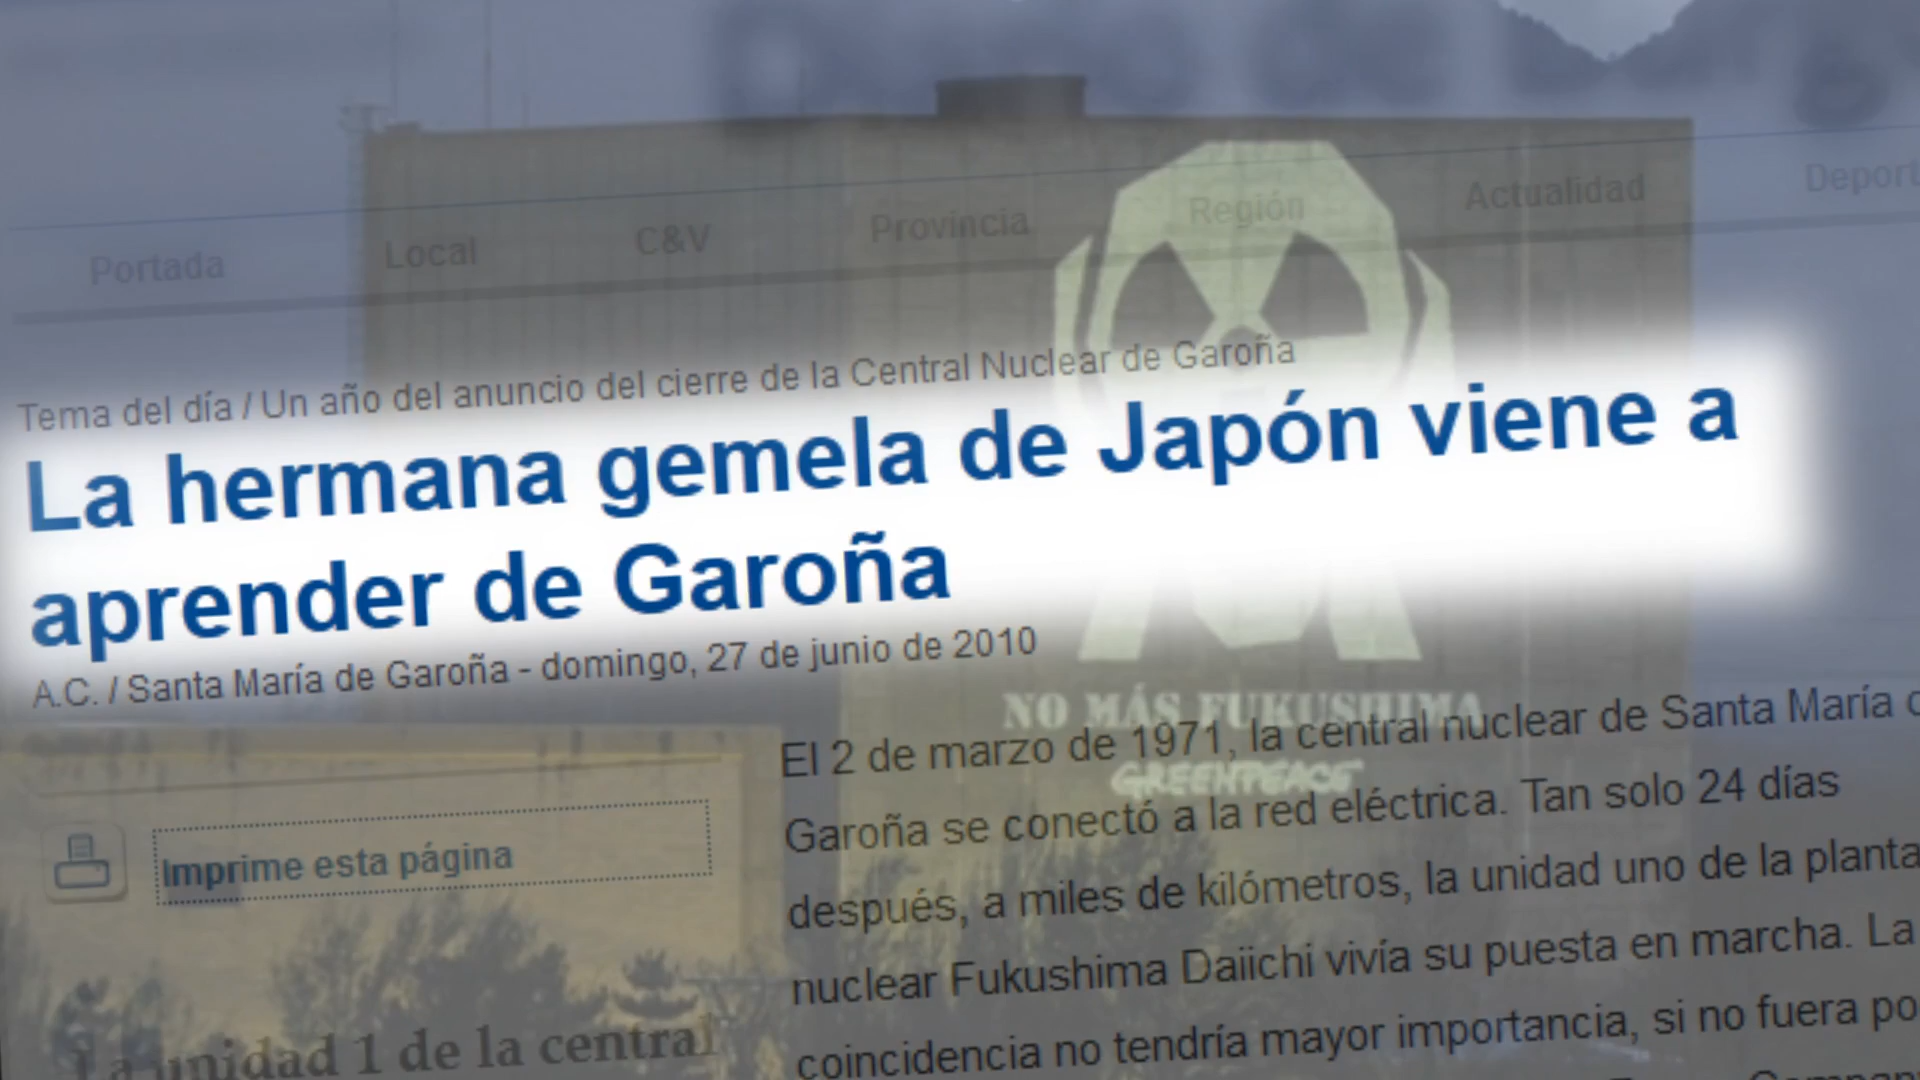 Portada Local C&V Provincia Región Actualidad Deport
Tema del día / Un año del anuncio del cierre de la Central Nuclear de Garoña
La hermana gemela de Japón viene a
aprender de Garoña
A.C. / Santa María de Garoña - domingo, 27 de junio de 2010
NO MÁS FUKUSHIMA
GREENPEACE
Imprime esta página
La unidad 1 de la central
El 2 de marzo de 1971, la central nuclear de Santa María d
Garoña se conectó a la red eléctrica. Tan solo 24 días
después, a miles de kilómetros, la unidad uno de la planta
nuclear Fukushima Daiichi vivía su puesta en marcha. La
coincidencia no tendría mayor importancia, si no fuera po